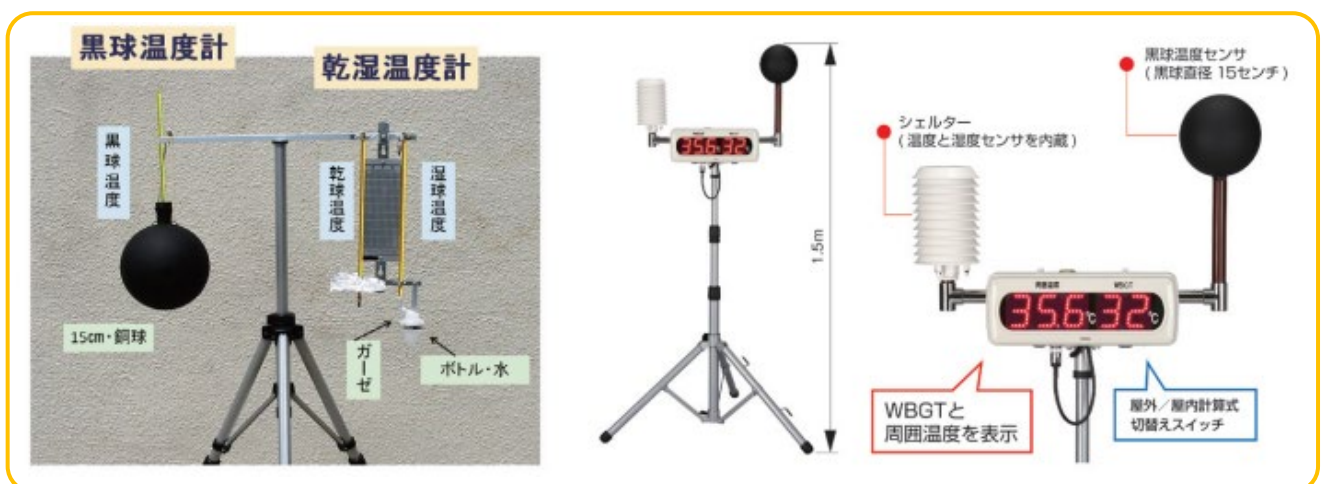 黒球温度計
乾湿温度計
黒球温度
乾球温度
湿球温度
15cm・銅球
ガーゼ
ボトル・水
1.5m
35.6
32
シェルター
(温度と湿度センサを内蔵)
黒球温度センサ
(黒球直径 15センチ)
周囲温度
WBGT
35.6℃
32℃
WBGTと
周囲温度を表示
屋外/屋内計算式
切替えスイッチ